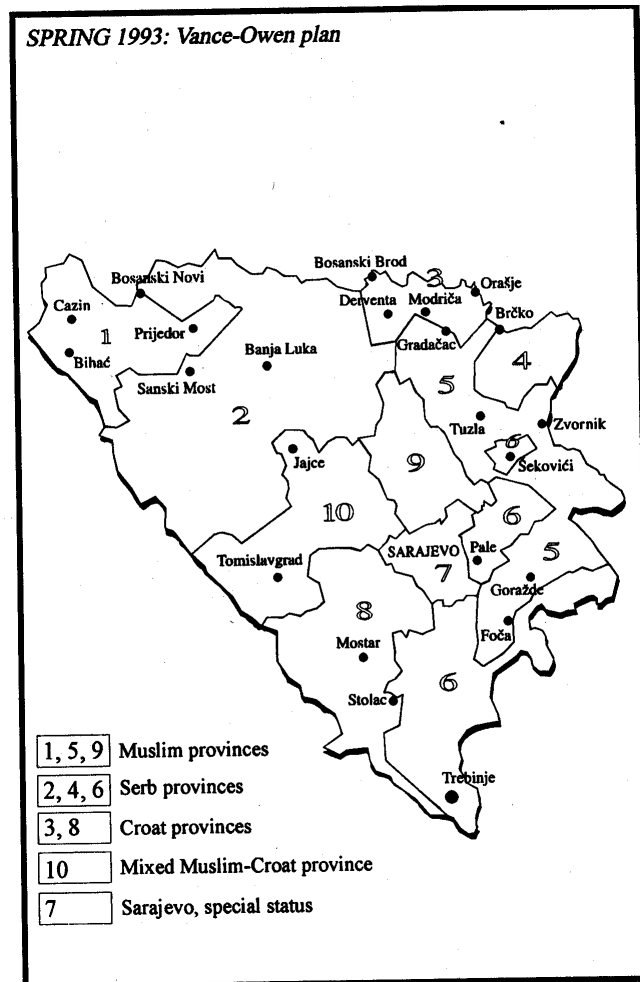 SPRING 1993: Vance-Owen plan
Bosanski Brod
3
Bosanski Novi
Orašje
Cazin
Derventa
Modriča
Brčko
1
Prijedor
Gradačac
Bihać
Banja Luka
4
Sanski Most
5
2
Tuzla
Zvornik
6
Jajce
9
Šekovići
10
6
SARAJEVO
Pale
5
Tomislavgrad
7
Goražde
8
Foča
Mostar
6
Stolac
1, 5, 9 Muslim provinces
Trebinje
2, 4, 6 Serb provinces
3, 8 Croat provinces
10 Mixed Muslim-Croat province
7 Sarajevo, special status